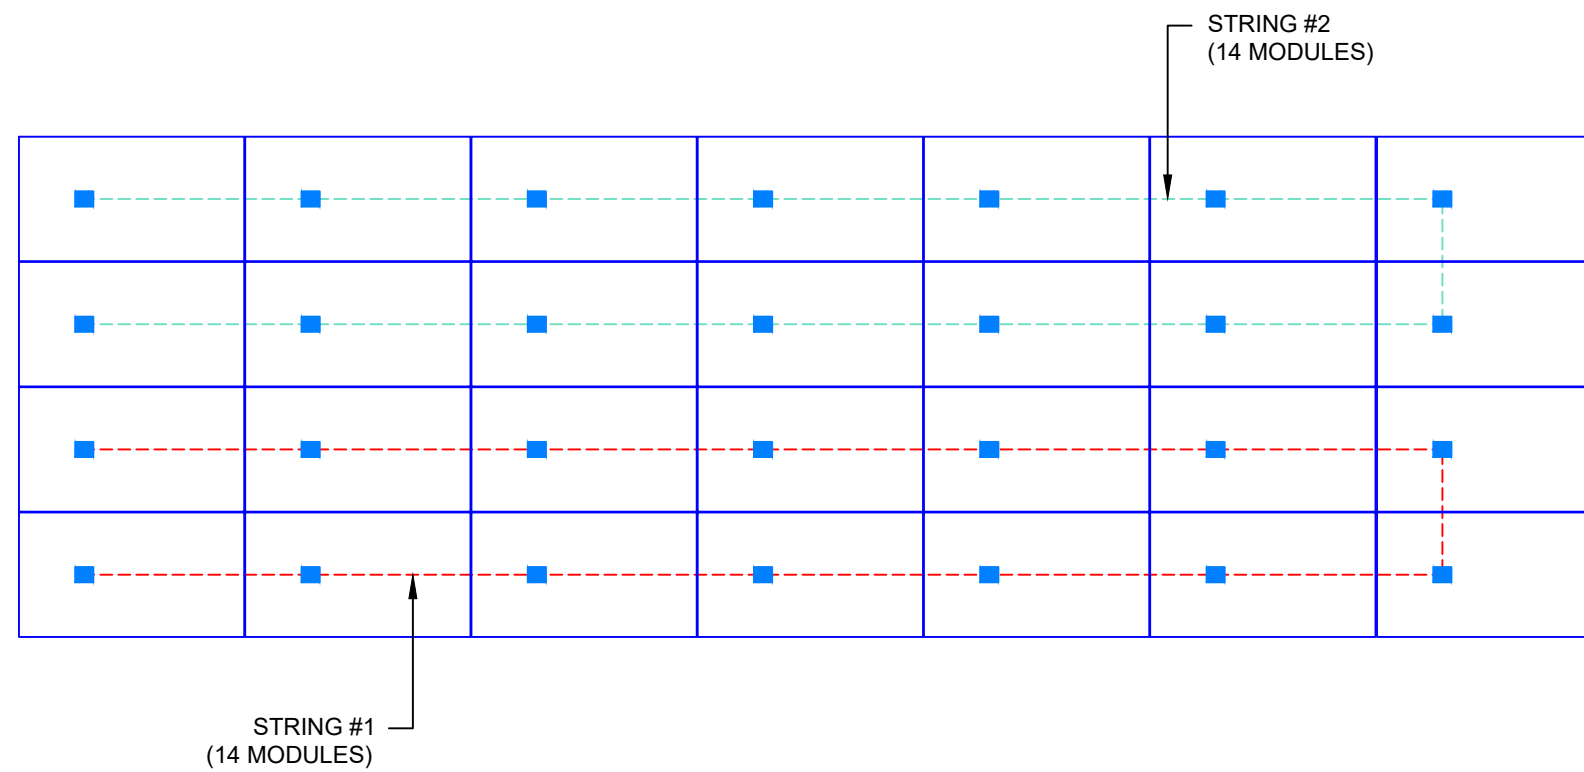 STRING #2
(14 MODULES)
STRING #1
(14 MODULES)